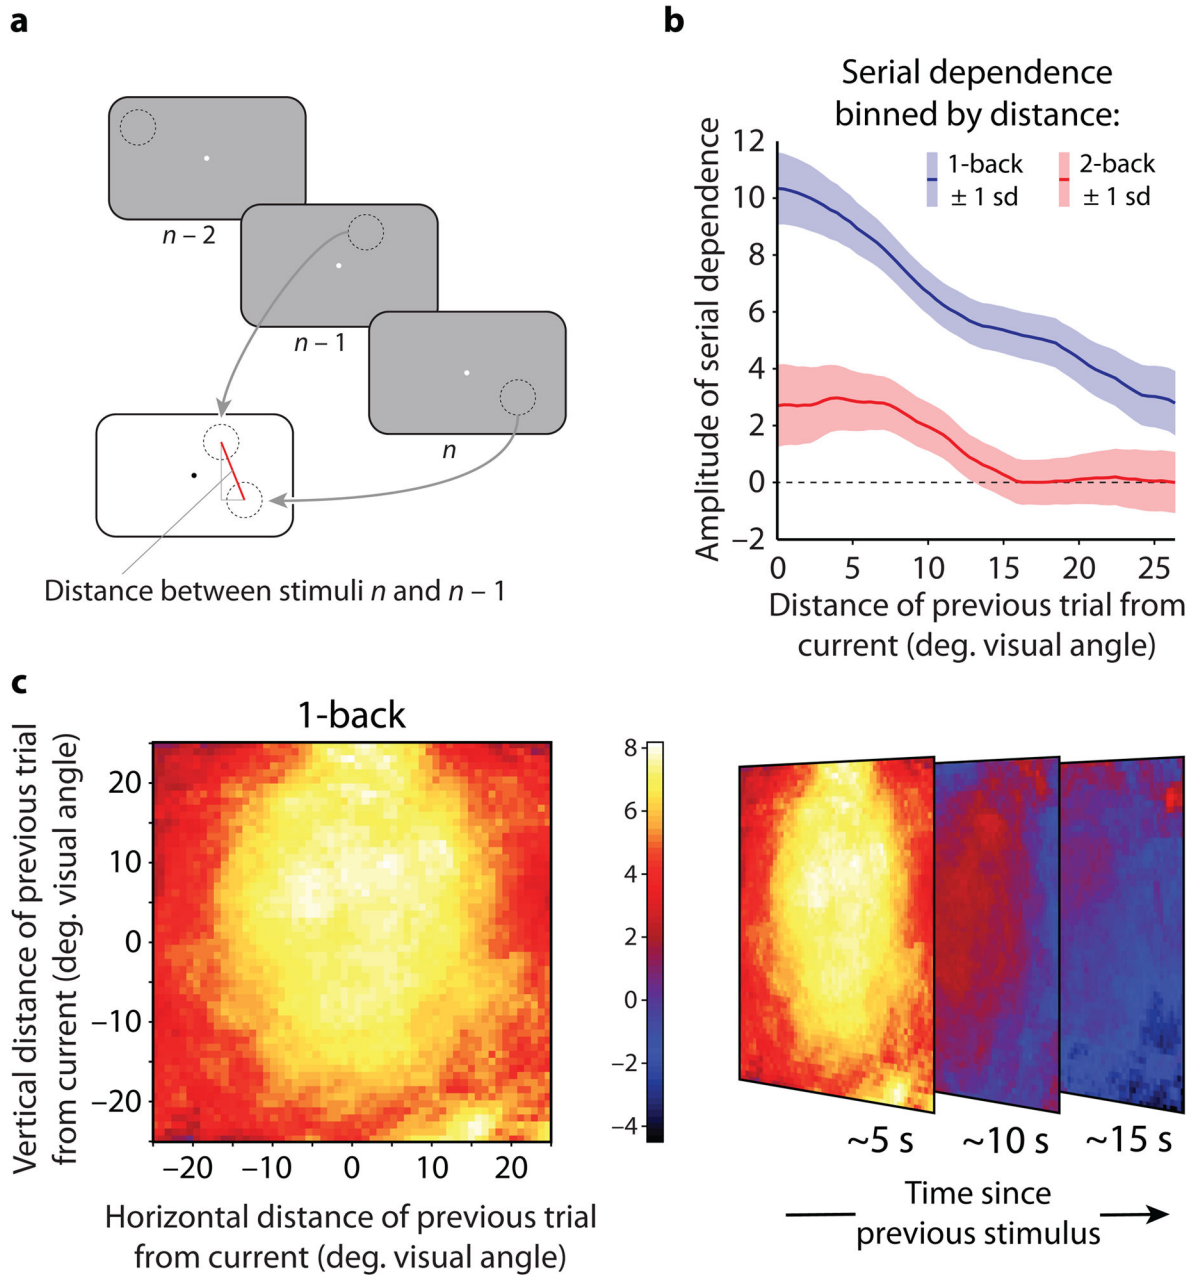 a
n – 2
n – 1
n
Distance between stimuli n and n – 1
b
Serial dependence
binned by distance:
1-back
± 1 sd
2-back
± 1 sd
Amplitude of serial dependence
12
10
8
6
4
2
0
−2
0
5
10
15
20
25
Distance of previous trial from
current (deg. visual angle)
c
1-back
Vertical distance of previous trial
from current (deg. visual angle)
20
10
0
−10
−20
−20
−10
0
10
20
Horizontal distance of previous trial
from current (deg. visual angle)
8
6
4
2
0
−2
−4
~5 s
~10 s
~15 s
Time since
previous stimulus